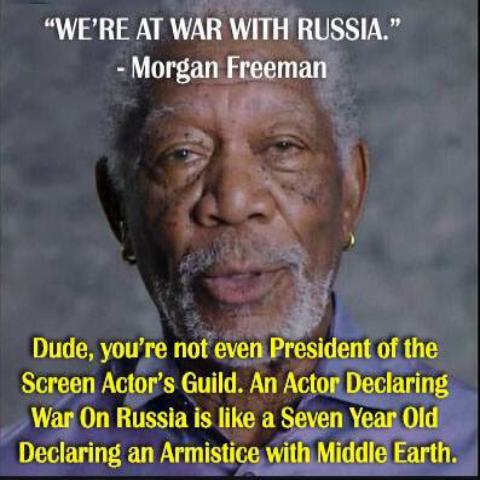 “WE’RE AT WAR WITH RUSSIA.”
- Morgan Freeman
Dude, you’re not even President of the
Screen Actor’s Guild. An Actor Declaring
War On Russia is like a Seven Year Old
Declaring an Armistice with Middle Earth.